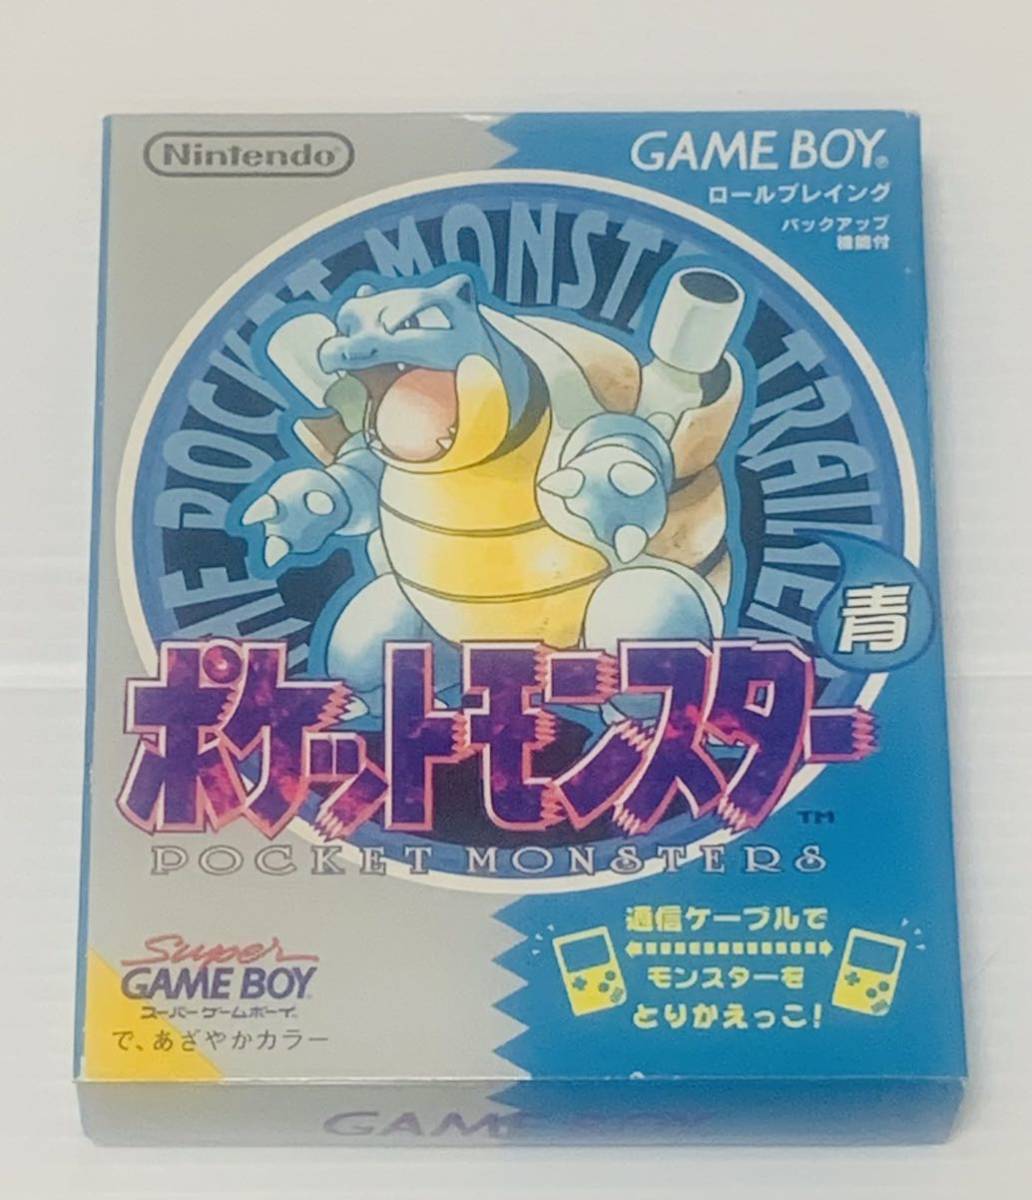 Nintendo®
GAME BOY®
ロールプレイング
バックアップ
機能付
THE POCKET MONSTER TRAINER
青
ポケットモンスター
TM
POCKET MONSTERS
Super
GAME BOY
スーパーゲームボーイ
で、あざやかカラー
通信ケーブルで
モンスターを
とりかえっこ!
GAME BOY